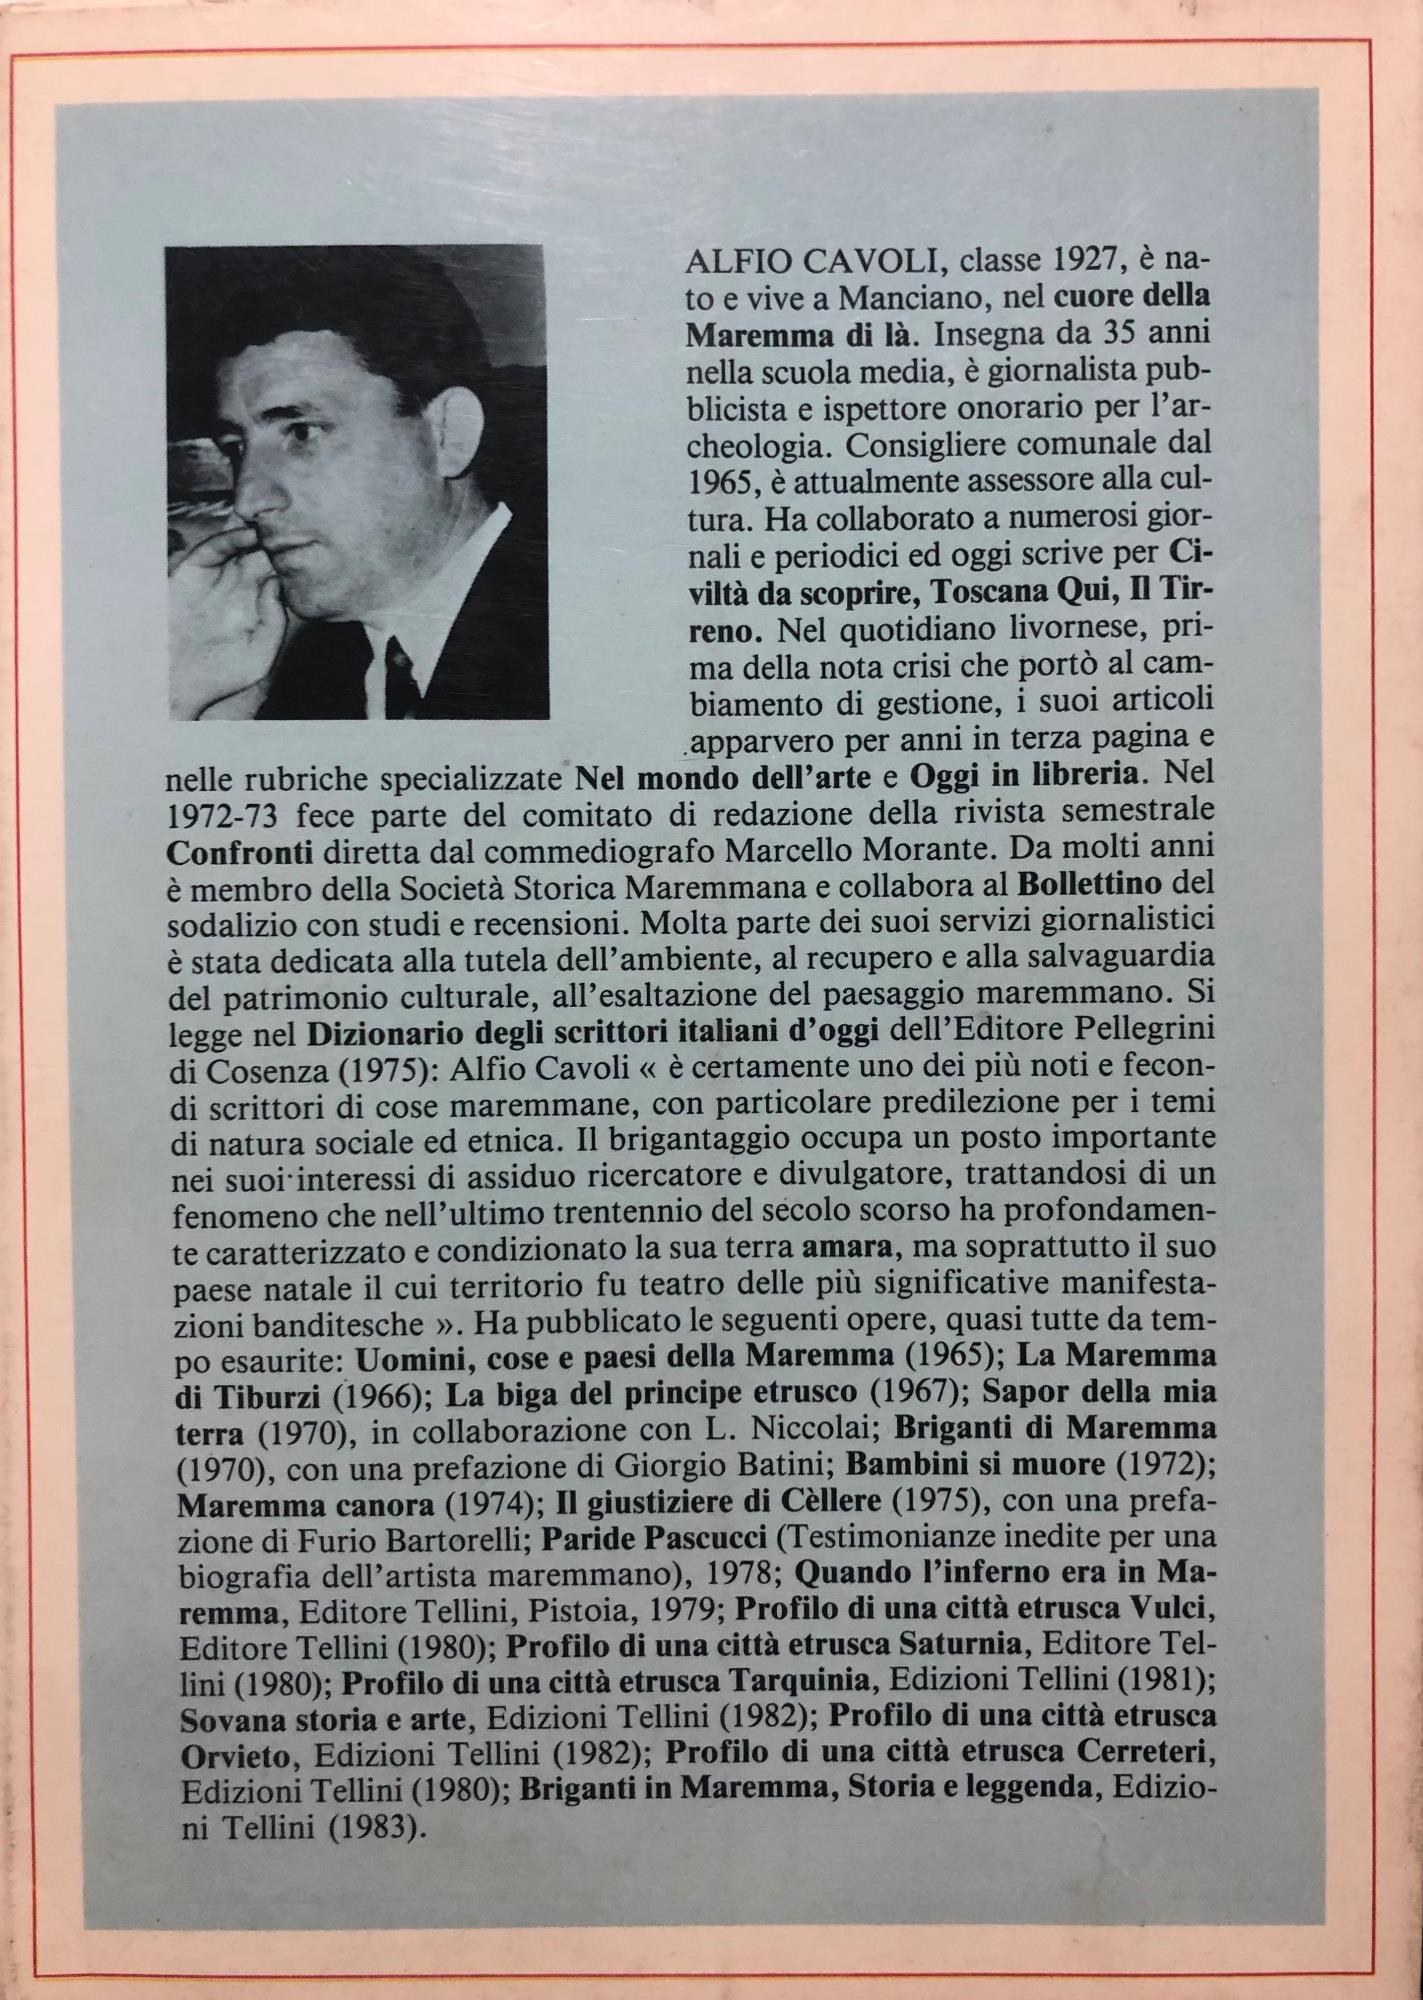 ALFIO CAVOLI, classe 1927, è na-
to e vive a Manciano, nel cuore della
Maremma di là. Insegna da 35 anni
nella scuola media, è giornalista pub-
blicista e ispettore onorario per l'ar-
cheologia. Consigliere comunale dal
1965, è attualmente assessore alla cul-
tura. Ha collaborato a numerosi gior-
nali e periodici ed oggi scrive per Ci-
viltà da scoprire, Toscana Qui, Il Tir-
reno. Nel quotidiano livornese, pri-
ma della nota crisi che portò al cam-
biamento di gestione, i suoi articoli
apparvero per anni in terza pagina e
nelle rubriche specializzate Nel mondo dell'arte e Oggi in libreria. Nel
1972-73 fece parte del comitato di redazione della rivista semestrale
Confronti diretta dal commediografo Marcello Morante. Da molti anni
è membro della Società Storica Maremmana e collabora al Bollettino del
sodalizio con studi e recensioni. Molta parte dei suoi servizi giornalistici
è stata dedicata alla tutela dell'ambiente, al recupero e alla salvaguardia
del patrimonio culturale, all'esaltazione del paesaggio maremmano. Si
legge nel Dizionario degli scrittori italiani d'oggi dell'Editore Pellegrini
di Cosenza (1975): Alfio Cavoli « è certamente uno dei più noti e fecon-
di scrittori di cose maremmane, con particolare predilezione per i temi
di natura sociale ed etnica. Il brigantaggio occupa un posto importante
nei suoi interessi di assiduo ricercatore e divulgatore, trattandosi di un
fenomeno che nell'ultimo trentennio del secolo scorso ha profondamen-
te caratterizzato e condizionato la sua terra amara, ma soprattutto il suo
paese natale il cui territorio fu teatro delle più significative manifesta-
zioni banditesche ». Ha pubblicato le seguenti opere, quasi tutte da tem-
po esaurite: Uomini, cose e paesi della Maremma (1965); La Maremma
di Tiburzi (1966); La biga del principe etrusco (1967); Sapor della mia
terra (1970), in collaborazione con L. Niccolai; Briganti di Maremma
(1970), con una prefazione di Giorgio Batini; Bambini si muore (1972);
Maremma canora (1974); Il giustiziere di Cèllere (1975), con una prefa-
zione di Furio Bartorelli; Paride Pascucci (Testimonianze inedite per una
biografia dell'artista maremmano), 1978; Quando l'inferno era in Ma-
remma, Editore Tellini, Pistoia, 1979; Profilo di una città etrusca Vulci,
Editore Tellini (1980); Profilo di una città etrusca Saturnia, Editore Tel-
lini (1980); Profilo di una città etrusca Tarquinia, Edizioni Tellini (1981);
Sovana storia e arte, Edizioni Tellini (1982); Profilo di una città etrusca
Orvieto, Edizioni Tellini (1982); Profilo di una città etrusca Cerreteri,
Edizioni Tellini (1980); Briganti in Maremma, Storia e leggenda, Edizio-
ni Tellini (1983).